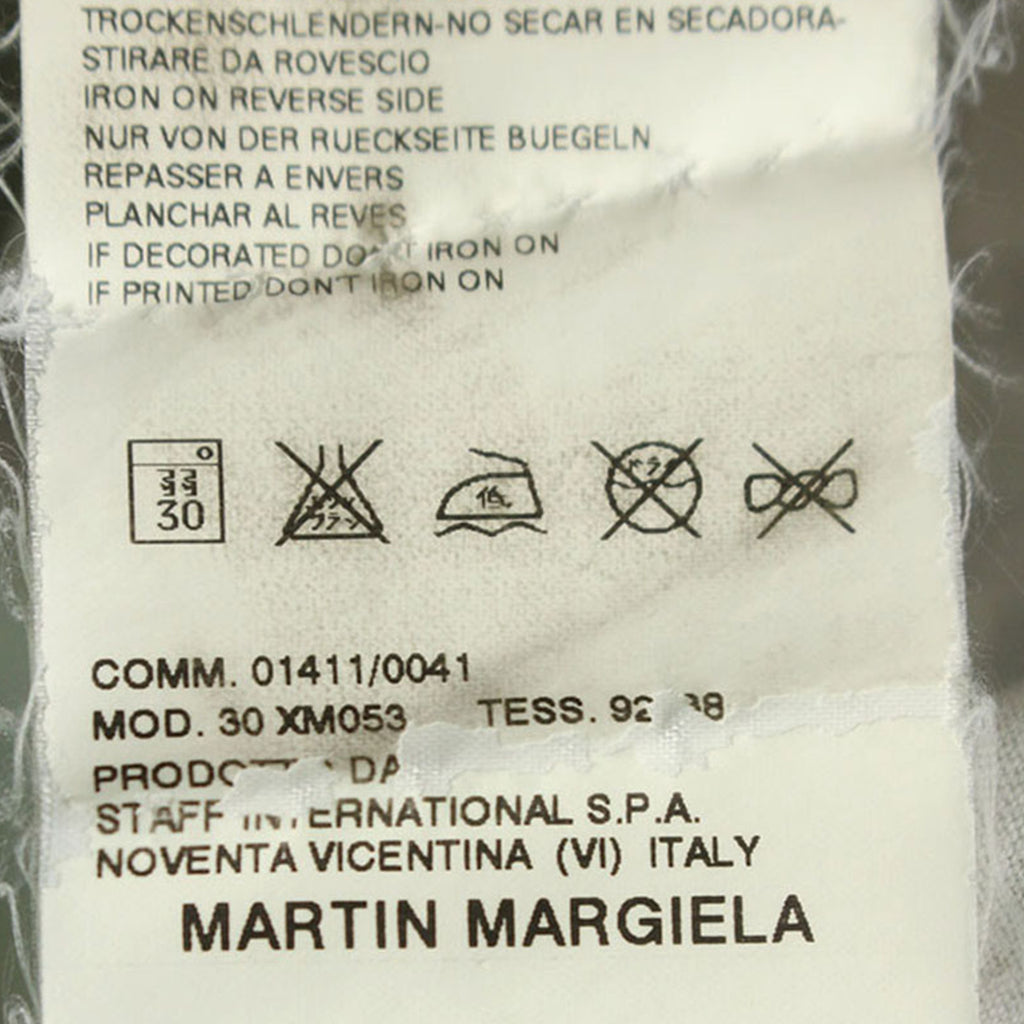 TROCKENSCHLENDERN-NO SECAR EN SECADORA-
STIRARE DA ROVESCIO
IRON ON REVERSE SIDE
NUR VON DER RUECKSEITE BUEGELN
REPASSER A ENVERS
PLANCHAR AL REVES
IF DECORATED DON'T IRON ON
IF PRINTED DON'T IRON ON
30 低
COMM. 01411/0041
MOD. 30 XM053 TESS.
DA
STAFF INTERNATIONAL S.P.A.
NOVENTA VICENTINA (VI) ITALY
MARTIN MARGIELA